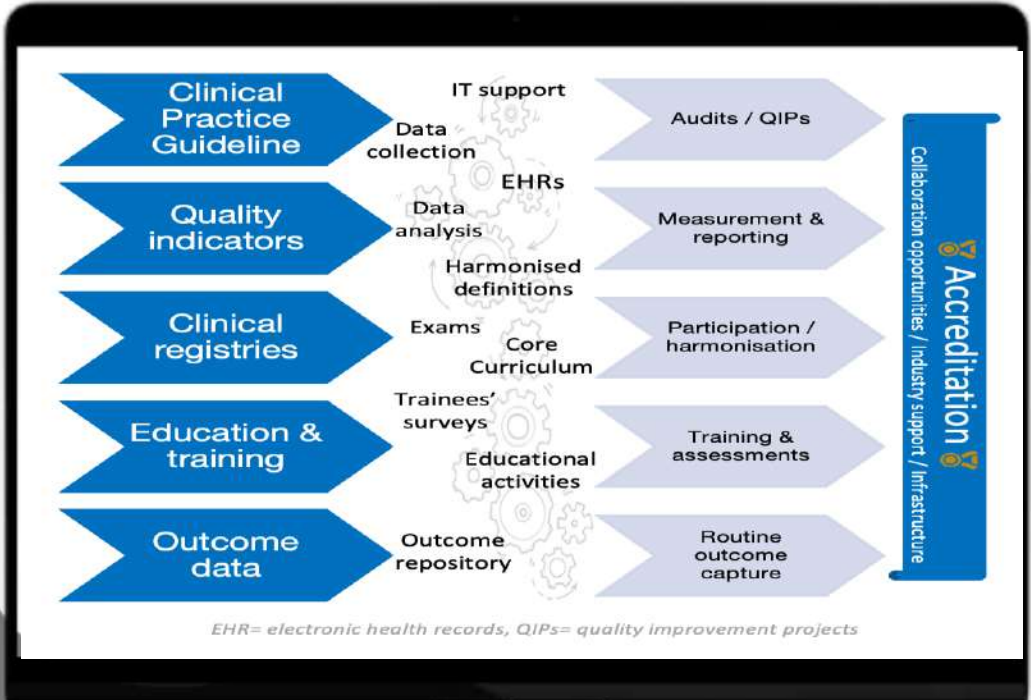 Clinical
Practice
Guideline
Quality
indicators
Clinical
registries
Education &
training
Outcome
data
IT support
Data
collection
EHRs
Data
analysis
Harmonised
definitions
Exams
Core
Curriculum
Trainees'
surveys
Educational
activities
Outcome
repository
Audits / QIPs
Measurement &
reporting
Participation /
harmonisation
Training &
assessments
Routine
outcome
capture
Accreditation
Collaboration opportunities / Industry support / Infrastructure
EHR= electronic health records, QIPs= quality improvement projects